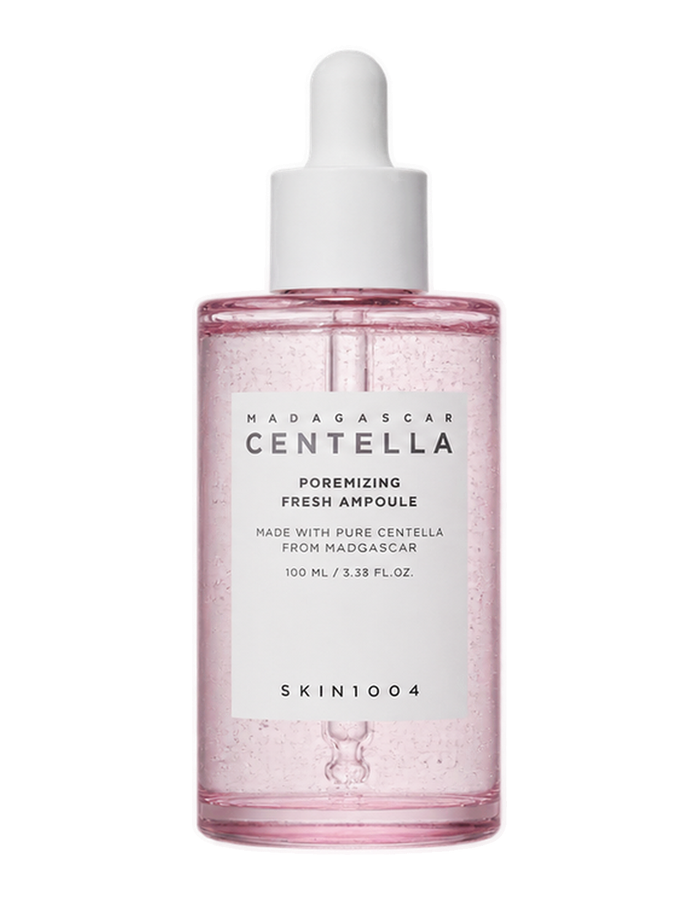 MADAGASCAR
CENTELLA
POREMIZING
FRESH AMPOULE
MADE WITH PURE CENTELLA
FROM MADGASCAR
100 ML / 3.38 FL.OZ.
SKIN1004